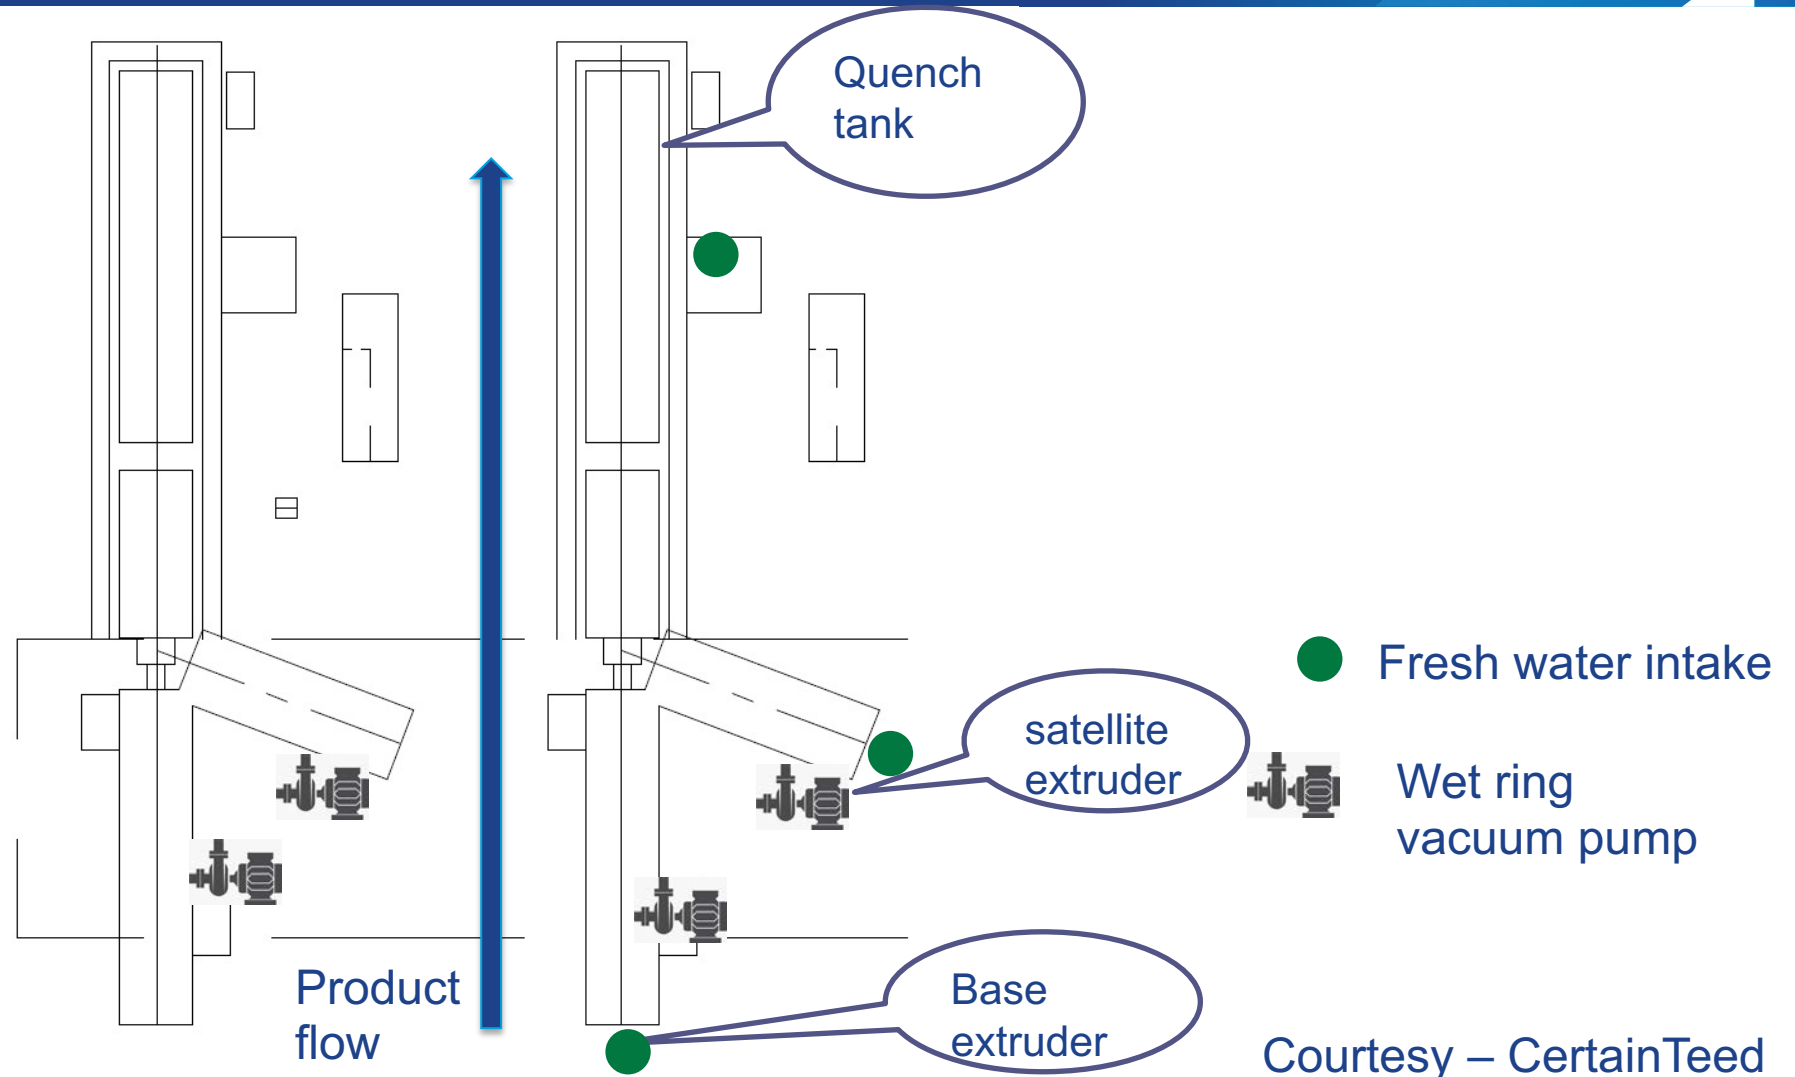 Quench
tank
Fresh water intake
satellite
extruder
Wet ring
vacuum pump
Product
flow
Base
extruder
Courtesy – CertainTeed